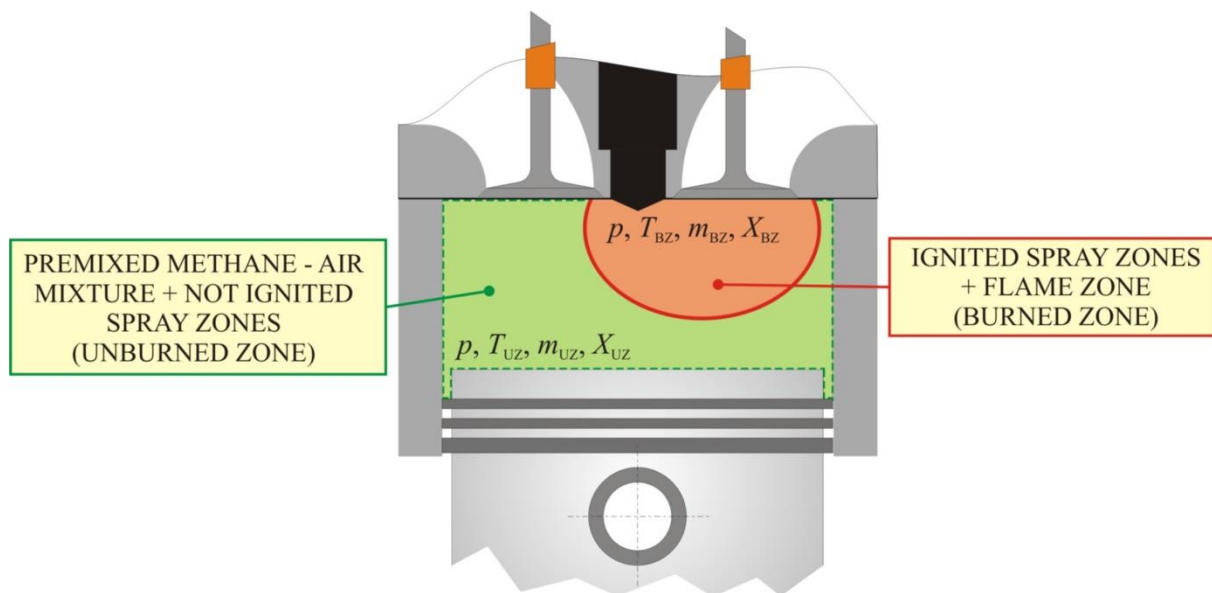 PREMIXED METHANE - AIR
MIXTURE + NOT IGNITED
SPRAY ZONES
(UNBURNED ZONE)
p, T_BZ, m_BZ, X_BZ
p, T_UZ, m_UZ, X_UZ
IGNITED SPRAY ZONES
+ FLAME ZONE
(BURNED ZONE)